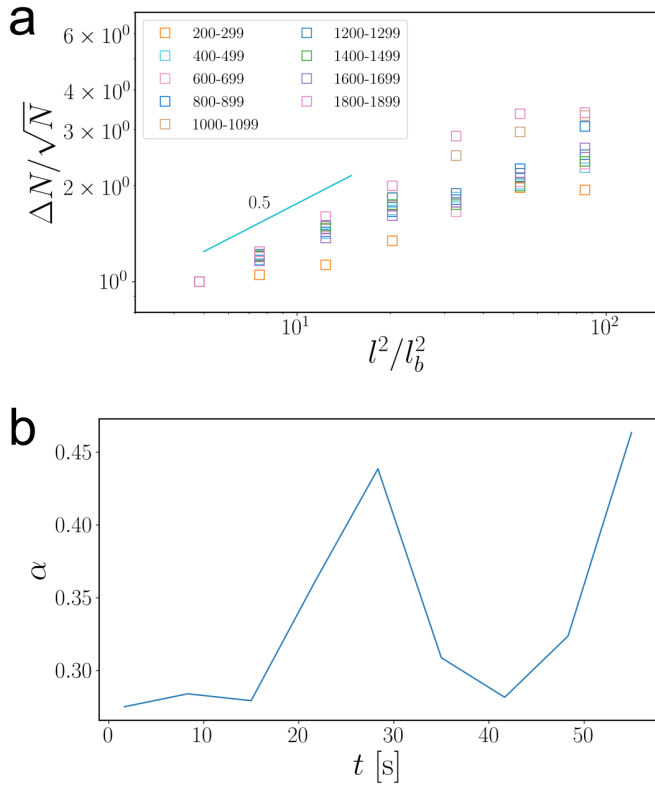 a
6 × 10⁰
4 × 10⁰
3 × 10⁰
2 × 10⁰
10⁰
ΔN/√N
200-299
400-499
600-699
800-899
1000-1099
1200-1299
1400-1499
1600-1699
1800-1899
0.5
10¹
10²
l²/l_b²
b
0.45
0.40
0.35
0.30
α
0
10
20
30
40
50
t [s]